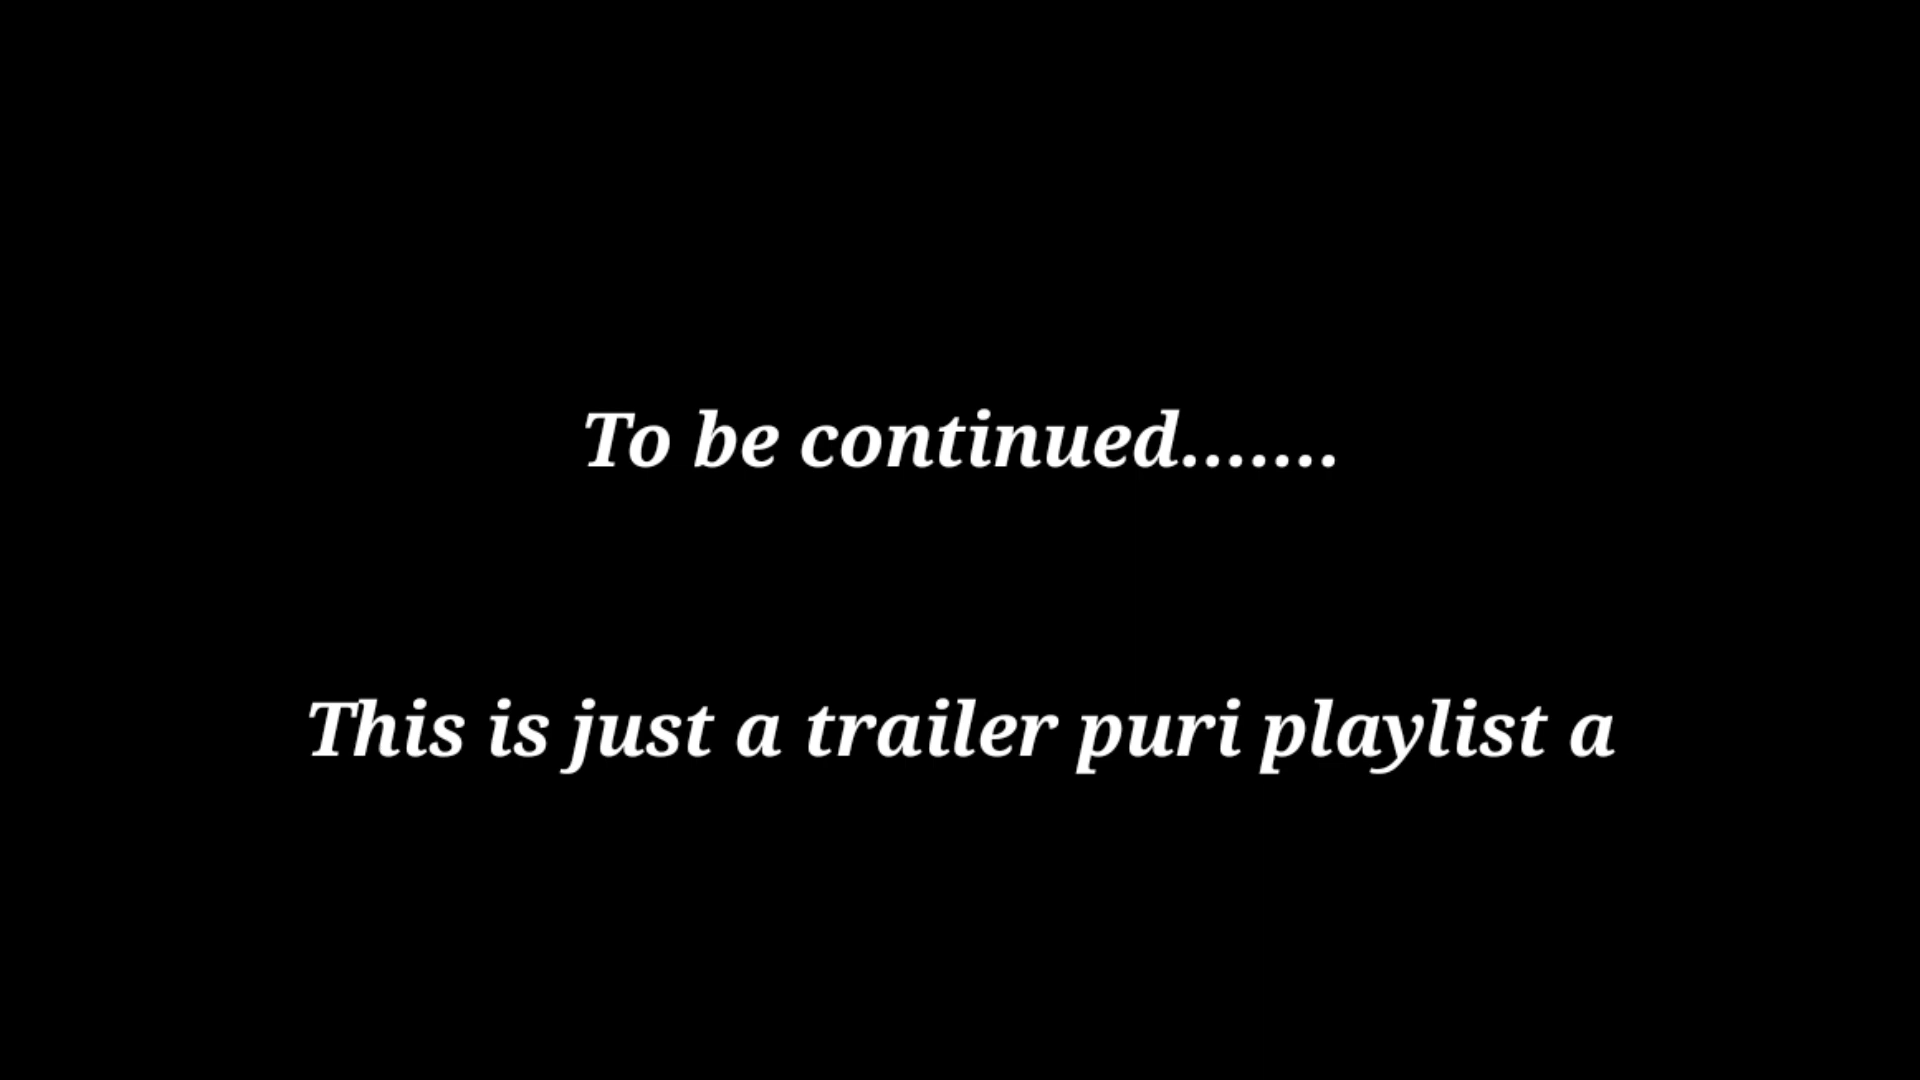 To be continued.......
This is just a trailer puri playlist a